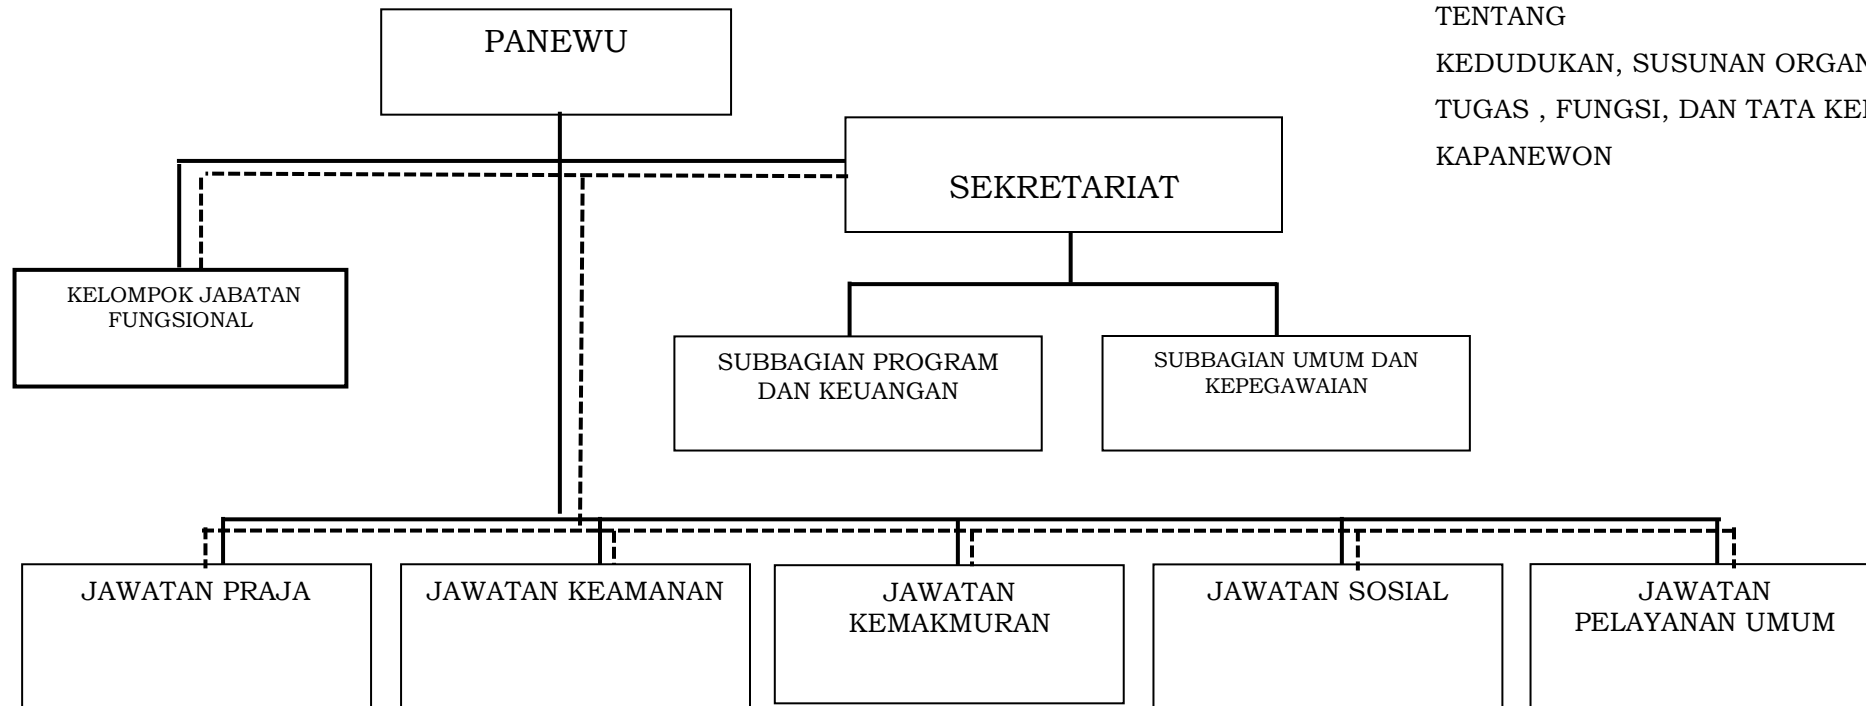 TENTANG
KEDUDUKAN, SUSUNAN ORGAN
TUGAS , FUNGSI, DAN TATA
KAPANEWON
PANEWU
SEKRETARIAT
KELOMPOK JABATAN
FUNGSIONAL
SUBBAGIAN PROGRAM
DAN KEUANGAN
SUBBAGIAN UMUM DAN
KEPEGAWAIAN
JAWATAN PRAJA
JAWATAN KEAMANAN
JAWATAN
KEMAKMURAN
JAWATAN SOSIAL
JAWATAN
PELAYANAN UMUM